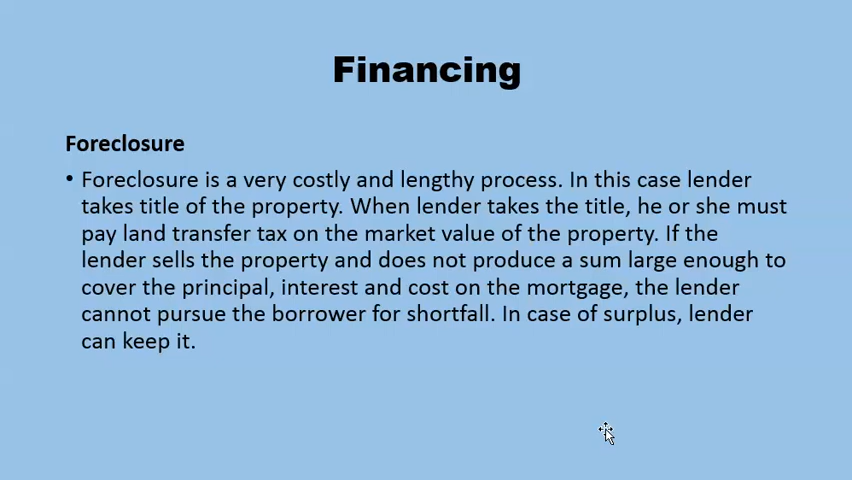 Financing
Foreclosure
• Foreclosure is a very costly and lengthy process. In this case lender
takes title of the property. When lender takes the title, he or she must
pay land transfer tax on the market value of the property. If the
lender sells the property and does not produce a sum large enough to
cover the principal, interest and cost on the mortgage, the lender
cannot pursue the borrower for shortfall. In case of surplus, lender
can keep it.